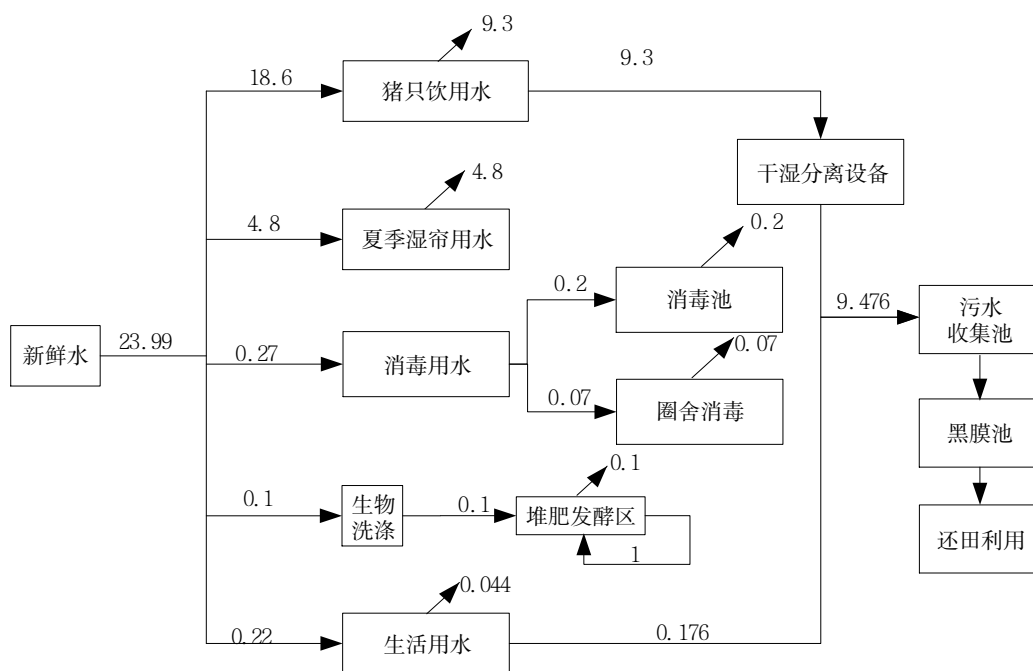 9.3
18.6
猪只饮用水
9.3
干湿分离设备
4.8
4.8
夏季湿帘用水
0.2
0.2
消毒池
新鲜水
23.99
0.27
消毒用水
0.07
0.07
圈舍消毒
9.476
污水
收集池
黑膜池
还田利用
0.1
生物
洗涤
0.1
0.1
堆肥发酵区
1
0.044
0.22
生活用水
0.176